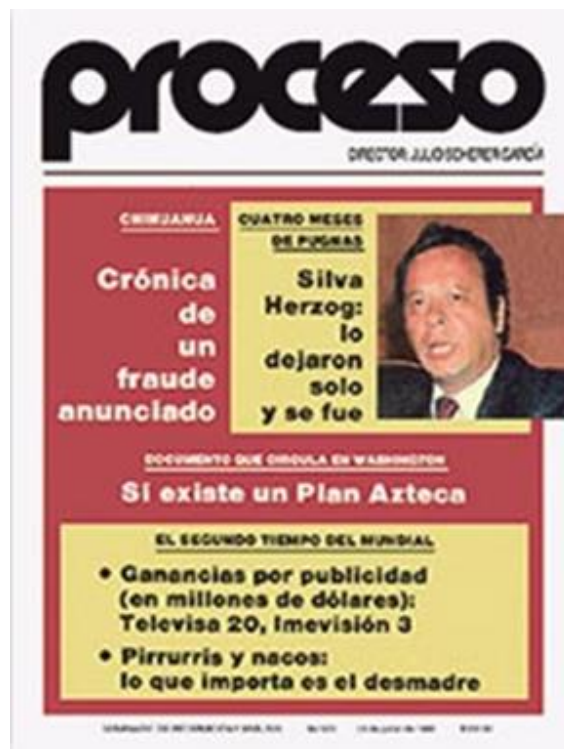 proceso
DIRECTOR: JULIO SCHERER GARCÍA
CHIHUAHUA
Crónica
de
un
fraude
anunciado
CUATRO MESES
DE PUGNAS
Silva
Herzog:
lo
dejaron
solo
y se fue
DOCUMENTO QUE CIRCULA EN WASHINGTON
Sí existe un Plan Azteca
EL SEGUNDO TIEMPO DEL MUNDIAL
• Ganancias por publicidad
(en millones de dólares):
Televisa 20, Imevisión 3
• Pirrurris y nacos:
lo que importa es el desmadre